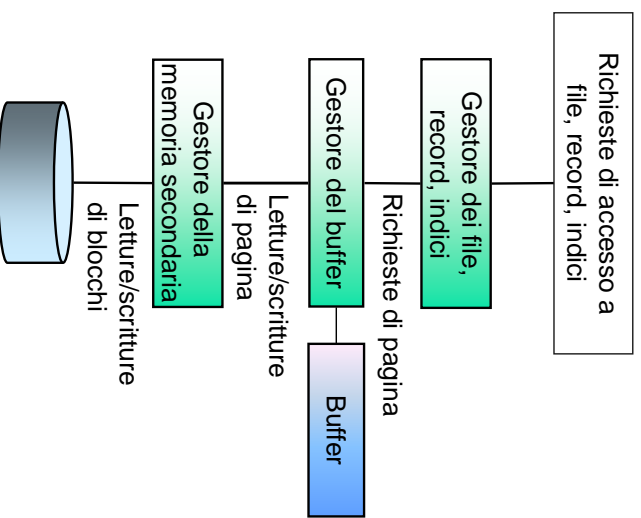 Richieste di accesso a
file, record, indici
Gestore dei file,
record, indici
Richieste di pagina
Gestore del buffer
Buffer
Letture/scritture
di pagina
Gestore della
memoria secondaria
Letture/scritture
di blocchi